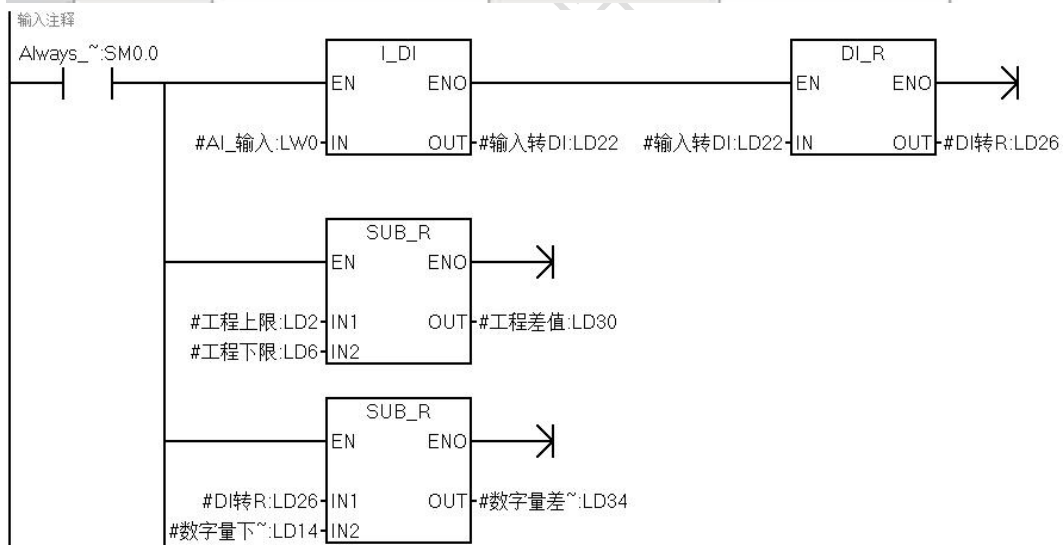 输入注释
Always_~:SM0.0
I_DI
DI_R
EN ENO
EN ENO
#AI_输入:LW0 IN OUT #输入转DI:LD22 #输入转DI:LD22 IN OUT #DI转R:LD26
SUB_R
EN ENO
#工程上限:LD2 IN1 OUT #工程差值:LD30
#工程下限:LD6 IN2
SUB_R
EN ENO
#DI转R:LD26 IN1 OUT #数字量差~:LD34
#数字量下~:LD14 IN2